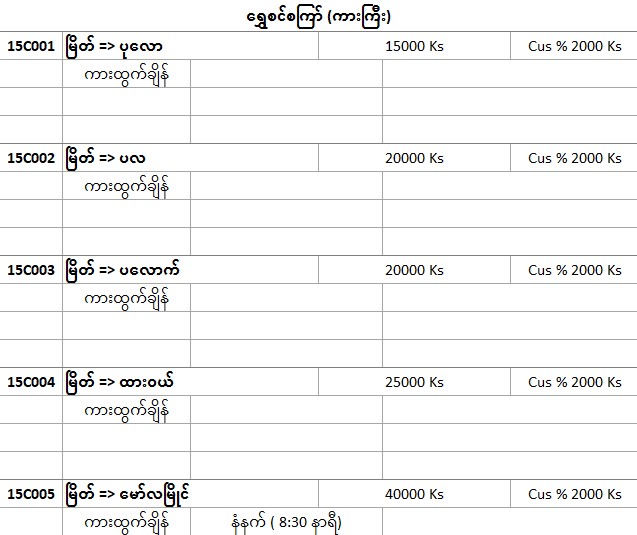 ရွှေစင်စကြာ် (ကားကြီး)
15C001 မြိတ် => ပုလော 15000 Ks Cus % 2000 Ks
ကားထွက်ချိန်
15C002 မြိတ် => ပလ 20000 Ks Cus % 2000 Ks
ကားထွက်ချိန်
15C003 မြိတ် => ပလောက် 20000 Ks Cus % 2000 Ks
ကားထွက်ချိန်
15C004 မြိတ် => ထားဝယ် 25000 Ks Cus % 2000 Ks
ကားထွက်ချိန်
15C005 မြိတ် => မော်လမြိုင် 40000 Ks Cus % 2000 Ks
ကားထွက်ချိန် နံနက် ( 8:30 နာရီ)